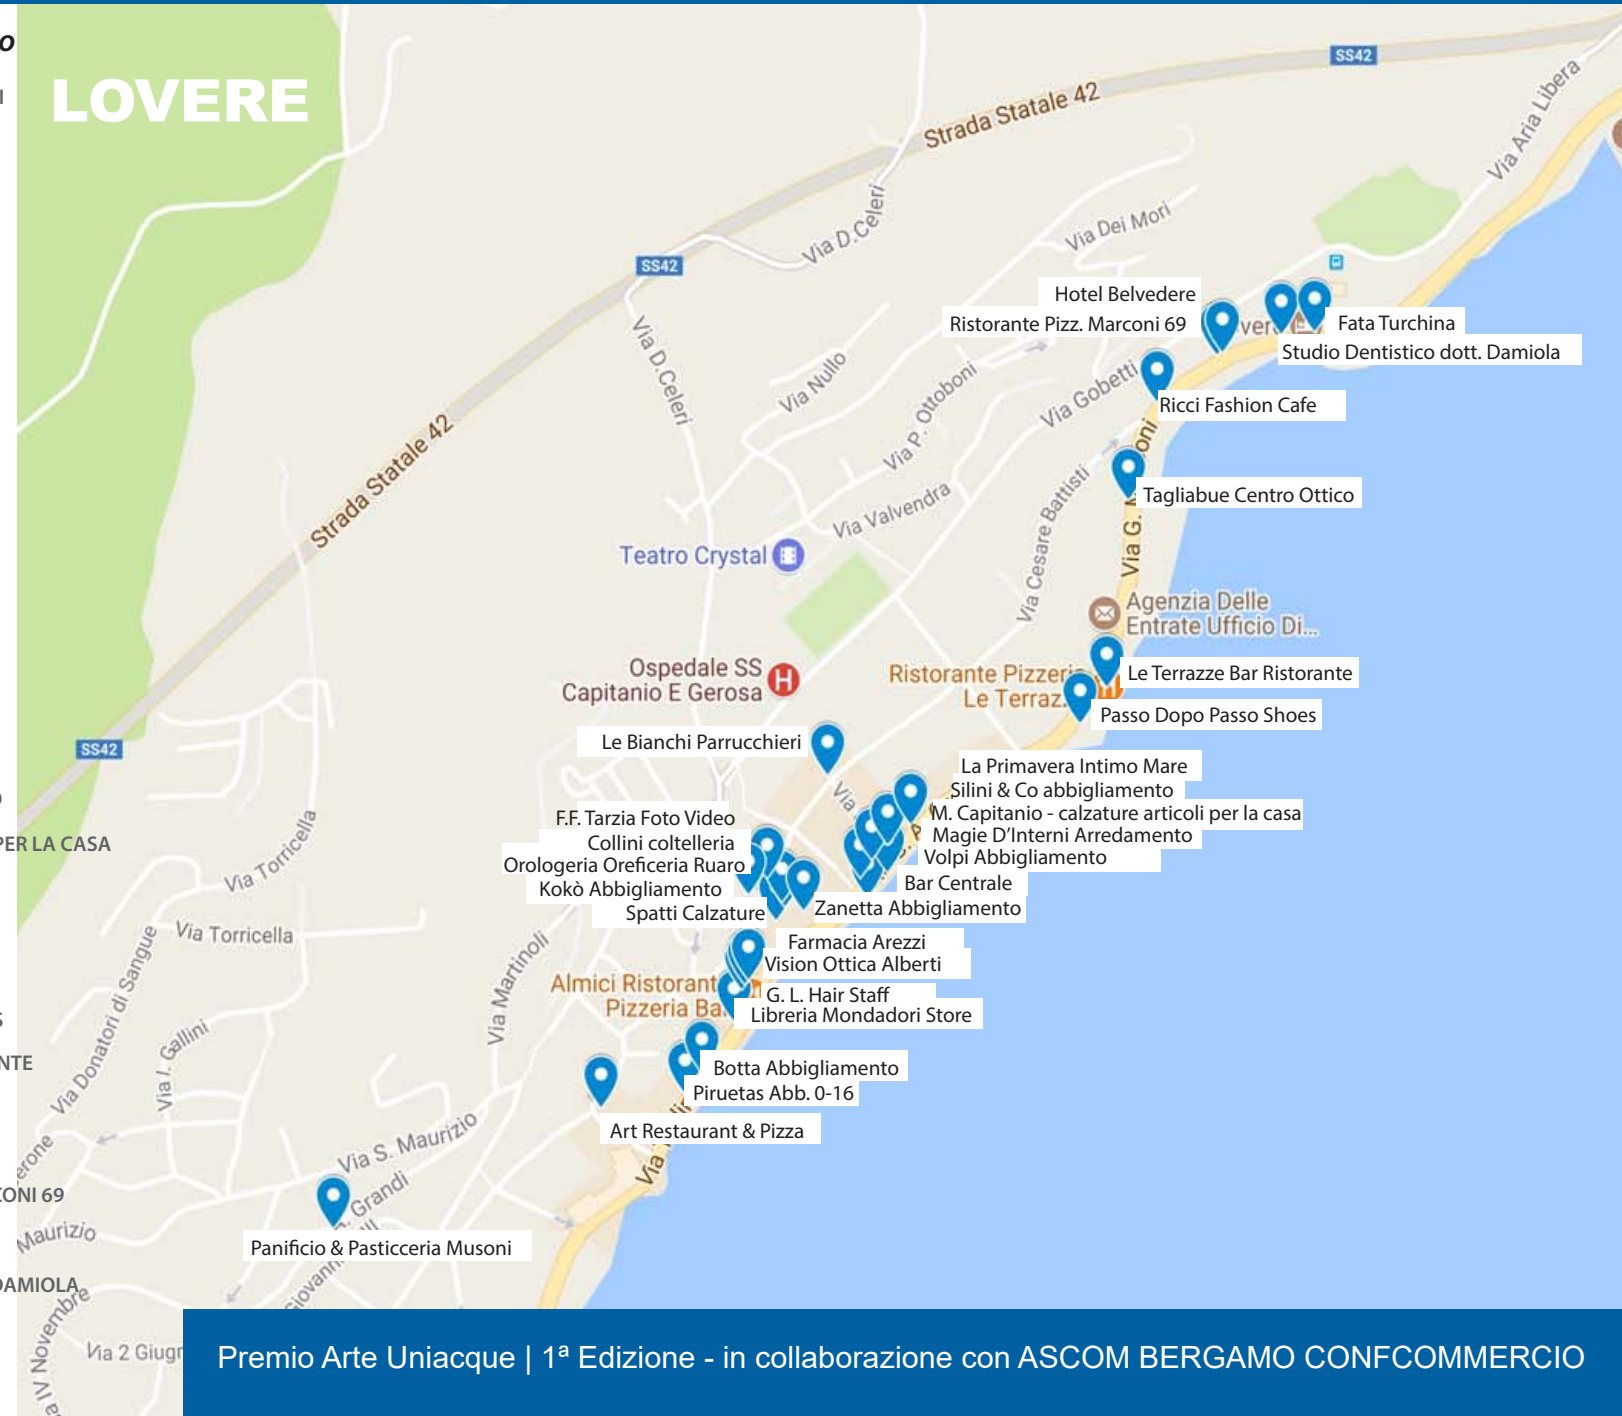 LOVERE
SS42
Strada Statale 42
Via Aria Libera
Via D.Celeri
Via Dei Mori
SS42
Hotel Belvedere
Ristorante Pizz. Marconi 69
Fata Turchina
Studio Dentistico dott. Damiola
Via D.Celeri
Via Nullo
Via P. Ottoboni
Via Gobetti
Ricci Fashion Cafe
Strada Statale 42
Via Cesare Battisti
Tagliabue Centro Ottico
Via Valvendra
Via G.
Teatro Crystal
Agenzia Delle
Entrate Ufficio Di...
Ospedale SS
Capitanio E Gerosa
H
Ristorante Pizzeria
Le Terraz
Le Terrazze Bar Ristorante
Passo Dopo Passo Shoes
SS42
Le Bianchi Parrucchieri
Via
La Primavera Intimo Mare
Silini & Co abbigliamento
M. Capitanio - calzature articoli per la casa
Magie D'Interni Arredamento
Volpi Abbigliamento
Bar Centrale
Zanetta Abbigliamento
F.F. Tarzia Foto Video
Collini coltelleria
Orologeria Oreficeria Ruaro
Kokò Abbigliamento
Spatti Calzature
PER LA CASA
Via Torricella
Via Torricella
Via Donatori di Sangue
Via Martinoli
Farmacia Arezzi
Vision Ottica Alberti
Almici Ristorant
Pizzeria Ba
G. L. Hair Staff
Libreria Mondadori Store
Via I. Gallini
NTE
Botta Abbigliamento
Piruetas Abb. 0-16
Art Restaurant & Pizza
Via S. Maurizio
Via
Grandi
ONI 69
Maurizio
Panificio & Pasticceria Musoni
Giovanni
DAMIOLA
IV Novembre
Via 2 Giugr
Premio Arte Uniacque | 1ª Edizione - in collaborazione con ASCOM BERGAMO CONFCOMMERCIO